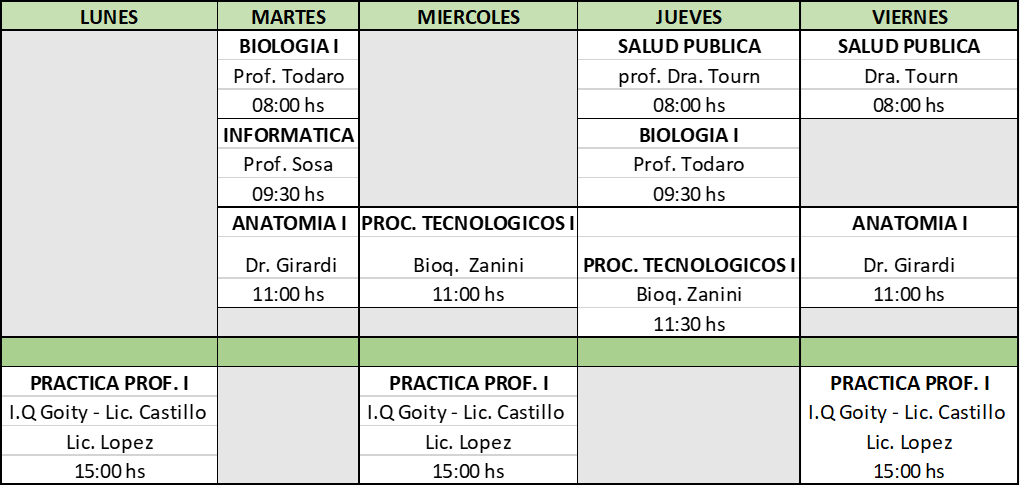 LUNES MARTES MIERCOLES JUEVES VIERNES
BIOLOGIA I SALUD PUBLICA SALUD PUBLICA
Prof. Todaro prof. Dra. Tourn Dra. Tourn
08:00 hs 08:00 hs 08:00 hs
INFORMATICA BIOLOGIA I
Prof. Sosa Prof. Todaro
09:30 hs 09:30 hs
ANATOMIA I PROC. TECNOLOGICOS I ANATOMIA I
Dr. Girardi Bioq.  Zanini PROC. TECNOLOGICOS I Dr. Girardi
11:00 hs 11:00 hs Bioq. Zanini 11:00 hs
11:30 hs
PRACTICA PROF. I PRACTICA PROF. I PRACTICA PROF. I
I.Q Goity - Lic. Castillo I.Q Goity - Lic. Castillo I.Q Goity - Lic. Castillo
Lic. Lopez Lic. Lopez Lic. Lopez
15:00 hs 15:00 hs 15:00 hs